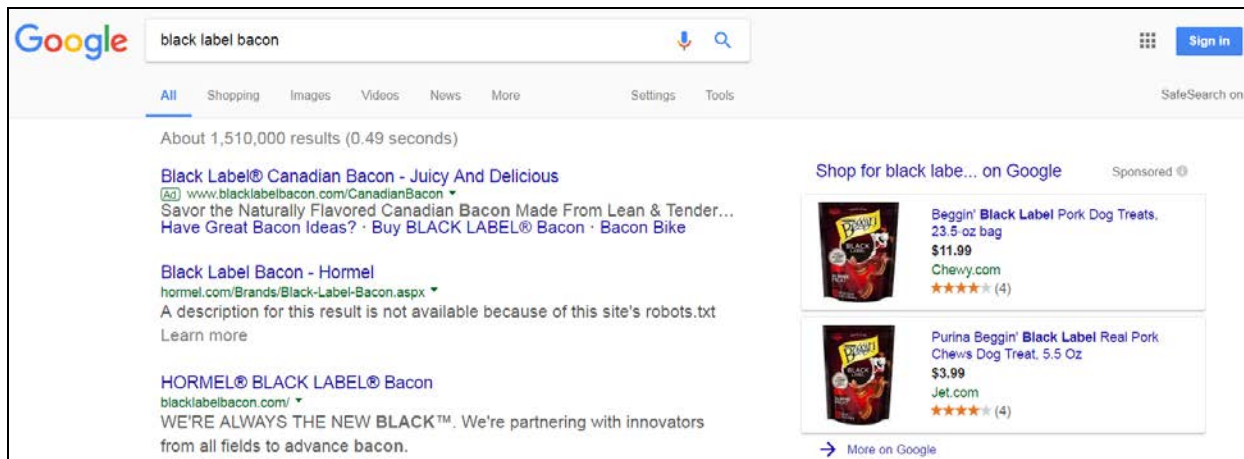 Google
black label bacon
Sign in
All Shopping Images Videos News More Settings Tools
SafeSearch on
About 1,510,000 results (0.49 seconds)
Black Label® Canadian Bacon - Juicy And Delicious
Ad www.blacklabelbacon.com/CanadianBacon
Savor the Naturally Flavored Canadian Bacon Made From Lean & Tender...
Have Great Bacon Ideas? · Buy BLACK LABEL® Bacon · Bacon Bike
Black Label Bacon - Hormel
hormel.com/Brands/Black-Label-Bacon.aspx
A description for this result is not available because of this site's robots.txt
Learn more
HORMEL® BLACK LABEL® Bacon
blacklabelbacon.com/
WE'RE ALWAYS THE NEW BLACK™. We're partnering with innovators
from all fields to advance bacon.
Shop for black labe... on Google Sponsored
Beggin'
BLACK
LABEL
Beggin' Black Label Pork Dog Treats,
23.5-oz bag
$11.99
Chewy.com
(4)
Beggin'
BLACK
LABEL
Purina Beggin' Black Label Real Pork
Chews Dog Treat, 5.5 Oz
$3.99
Jet.com
(4)
More on Google